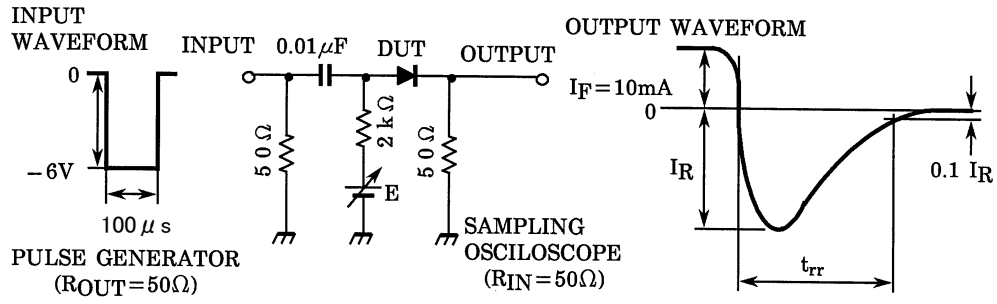 INPUT
WAVEFORM
0
−6V
100 μ s
PULSE GENERATOR
(ROUT=50Ω)
INPUT
0.01μF
DUT
OUTPUT
50Ω
2kΩ
E
50Ω
SAMPLING
OSCILOSCOPE
(RIN=50Ω)
OUTPUT WAVEFORM
IF=10mA
0
IR
0.1 IR
trr